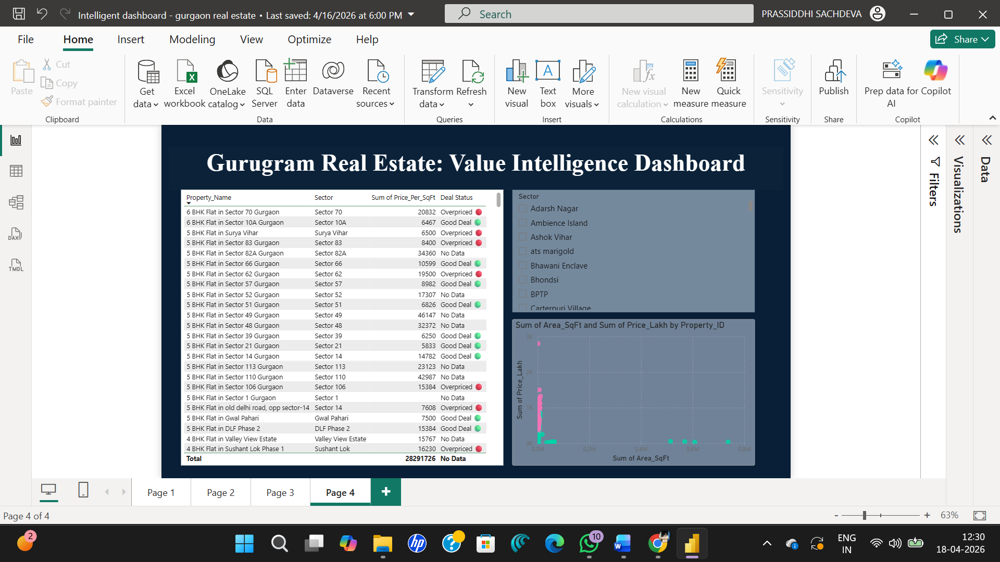 Intelligent dashboard - gurgaon real estate • Last saved: 4/16/2026 at 6:00 PM
Search
PRASSIDDHI SACHDEVA
File Home Insert Modeling View Optimize Help
Share
Paste
Cut
Copy
Format painter
Clipboard
Get data
Excel workbook
OneLake catalog
SQL Server
Enter data
Dataverse
Recent sources
Data
Transform data
Refresh
Queries
New visual
Text box
More visuals
Insert
New visual calculation
New measure
Quick measure
Calculations
Sensitivity
Sensitivity
Publish
Share
Prep data for AI
Copilot
Copilot
DAX
TMDL
Gurugram Real Estate: Value Intelligence Dashboard
Property_Name Sector Sum of Price_Per_SqFt Deal Status
6 BHK Flat in Sector 70 Gurgaon Sector 70 20832 Overpriced
6 BHK Flat in Sector 10A Gurgaon Sector 10A 6467 Good Deal
5 BHK Flat in Surya Vihar Surya Vihar 6500 Overpriced
5 BHK Flat in Sector 83 Gurgaon Sector 83 8400 Overpriced
5 BHK Flat in Sector 82A Gurgaon Sector 82A 34360 No Data
5 BHK Flat in Sector 66 Gurgaon Sector 66 10599 Good Deal
5 BHK Flat in Sector 62 Gurgaon Sector 62 19500 Overpriced
5 BHK Flat in Sector 57 Gurgaon Sector 57 8982 Good Deal
5 BHK Flat in Sector 52 Gurgaon Sector 52 17307 No Data
5 BHK Flat in Sector 51 Gurgaon Sector 51 6826 Good Deal
5 BHK Flat in Sector 49 Gurgaon Sector 49 46147 No Data
5 BHK Flat in Sector 48 Gurgaon Sector 48 32372 No Data
5 BHK Flat in Sector 39 Gurgaon Sector 39 6250 Good Deal
5 BHK Flat in Sector 21 Gurgaon Sector 21 5833 Good Deal
5 BHK Flat in Sector 14 Gurgaon Sector 14 14782 Good Deal
5 BHK Flat in Sector 113 Gurgaon Sector 113 23123 No Data
5 BHK Flat in Sector 110 Gurgaon Sector 110 42987 No Data
5 BHK Flat in Sector 106 Gurgaon Sector 106 15384 Overpriced
5 BHK Flat in Sector 1 Gurgaon Sector 1 No Data
5 BHK Flat in old delhi road, opp sector-14 Sector 14 7608 Overpriced
5 BHK Flat in Gwal Pahari Gwal Pahari 7500 Good Deal
5 BHK Flat in DLF Phase 2 DLF Phase 2 15384 Good Deal
4 BHK Flat in Valley View Estate Valley View Estate 15767 No Data
4 BHK Flat in Sushant Lok Phase 1 Sushant Lok 16230 Overpriced
Total 28291726 No Data
Sector
Adarsh Nagar
Ambience Island
Ashok Vihar
ats marigold
Bhawani Enclave
Bhondsi
BPTP
Carterpuri Village
Sum of Area_SqFt and Sum of Price_Lakh by Property_ID
Sum of Price_Lakh
3K
2K
1K
0K
0.0M 0.2M 0.4M 0.6M 0.8M
Sum of Area_SqFt
Filters
Visualizations
Data
Page 1 Page 2 Page 3 Page 4
Page 4 of 4
- + 63%
2
10
ENG
IN
12:30
18-04-2026